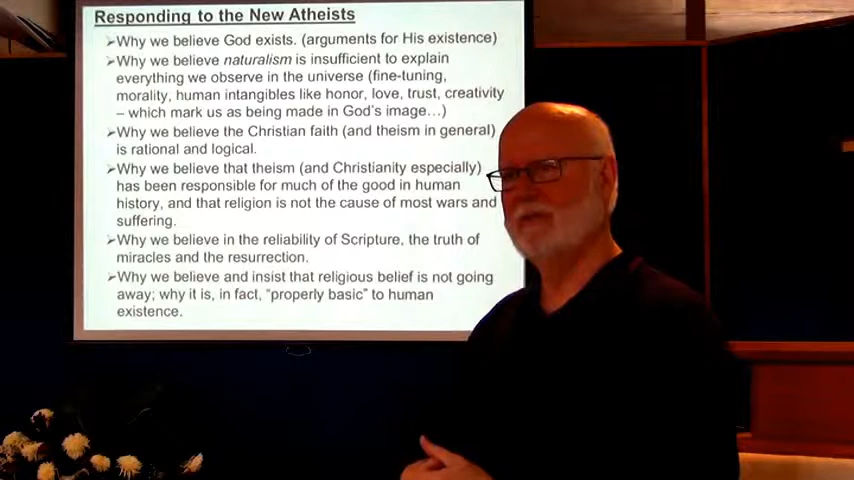 Responding to the New Atheists
➢Why we believe God exists. (arguments for His existence)
➢Why we believe naturalism is insufficient to explain
everything we observe in the universe (fine-tuning,
morality, human intangibles like honor, love, trust, creativity
– which mark us as being made in God's image…)
➢Why we believe the Christian faith (and theism in general)
is rational and logical.
➢Why we believe that theism (and Christianity especially)
has been responsible for much of the good in human
history, and that religion is not the cause of most wars and
suffering.
➢Why we believe in the reliability of Scripture, the truth of
miracles and the resurrection.
➢Why we believe and insist that religious belief is not going
away; why it is, in fact, "properly basic" to human
existence.